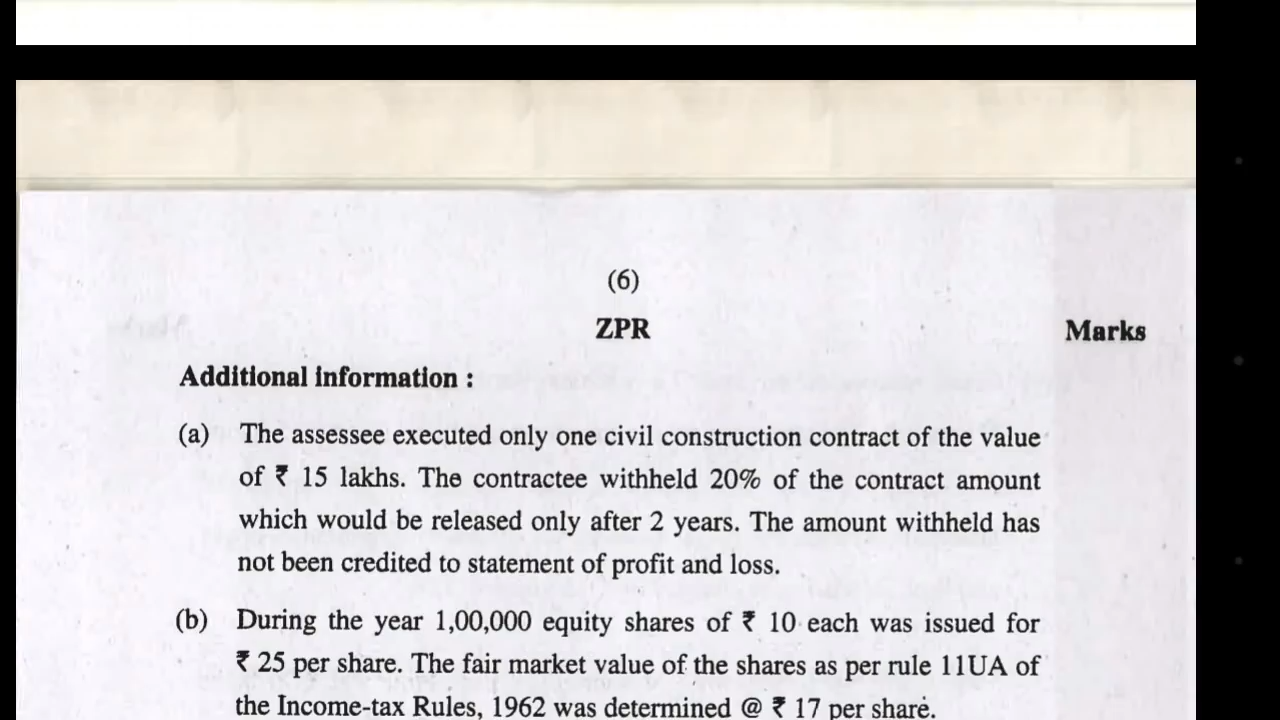 (6)
ZPR
Marks
Additional information :
(a) The assessee executed only one civil construction contract of the value
of ₹ 15 lakhs. The contractee withheld 20% of the contract amount
which would be released only after 2 years. The amount withheld has
not been credited to statement of profit and loss.
(b) During the year 1,00,000 equity shares of ₹ 10 each was issued for
₹ 25 per share. The fair market value of the shares as per rule 11UA of
the Income-tax Rules, 1962 was determined @ ₹ 17 per share.